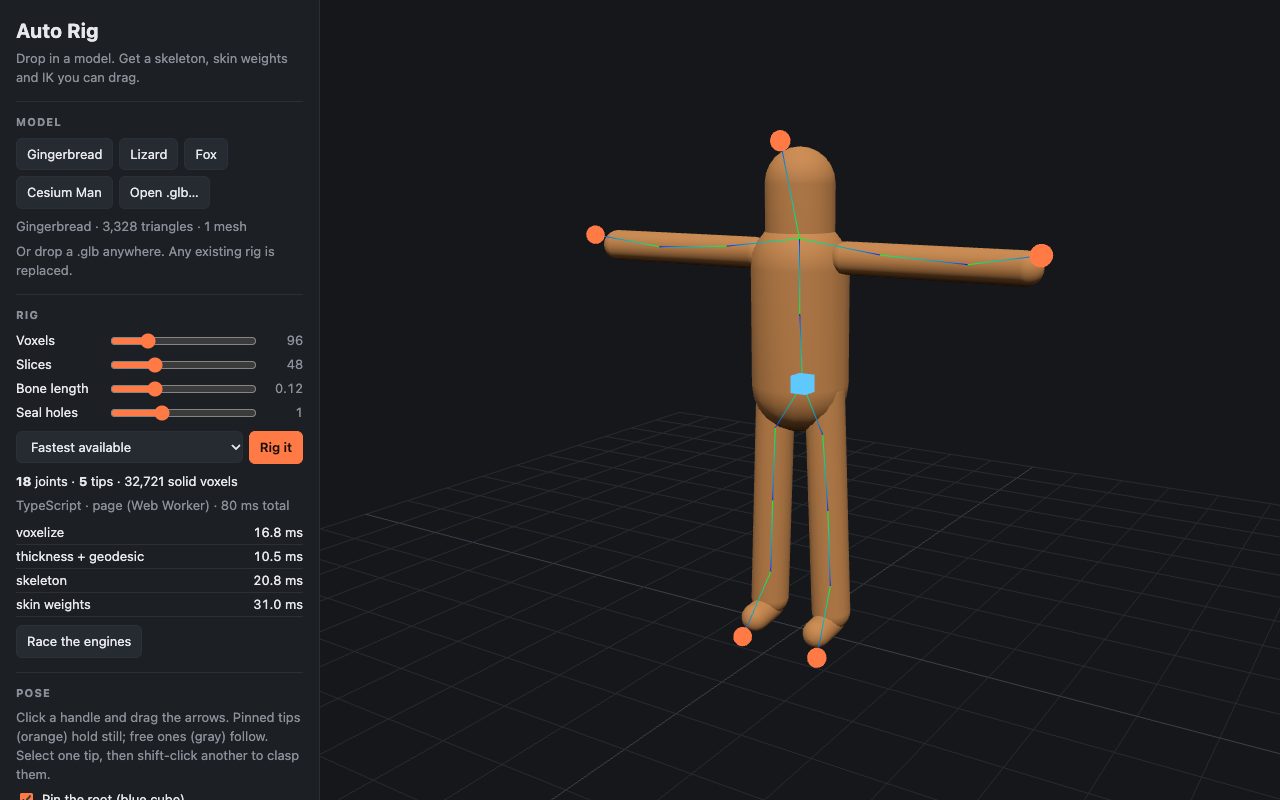 Auto Rig
Drop in a model. Get a skeleton, skin weights
and IK you can drag.
MODEL
Gingerbread
Lizard
Fox
Cesium Man
Open .glb...
Gingerbread · 3,328 triangles · 1 mesh
Or drop a .glb anywhere. Any existing rig is
replaced.
RIG
Voxels 96
Slices 48
Bone length 0.12
Seal holes 1
Fastest available
Rig it
18 joints · 5 tips · 32,721 solid voxels
TypeScript · page (Web Worker) · 80 ms total
voxelize 16.8 ms
thickness + geodesic 10.5 ms
skeleton 20.8 ms
skin weights 31.0 ms
Race the engines
POSE
Click a handle and drag the arrows. Pinned tips
(orange) hold still; free ones (gray) follow.
Select one tip, then shift-click another to clasp
them.
Pin the root (blue cube)